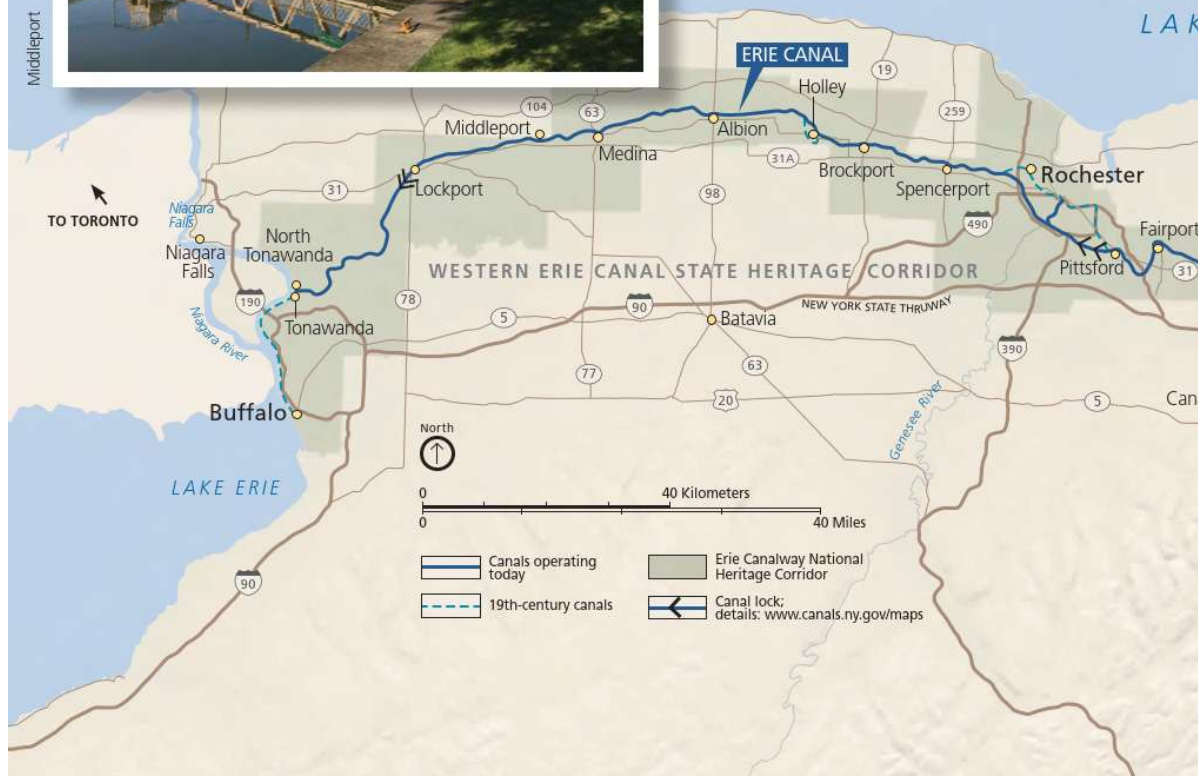 Middleport
LAK
ERIE CANAL
19
Holley
104
63
259
Middleport
Albion
Medina
31A
Brockport
Lockport
Spencerport
Rochester
31
98
TO TORONTO
Niagara
Falls
490
Fairport
North
Tonawanda
Niagara
Falls
Pittsford
WESTERN ERIE CANAL STATE HERITAGE CORRIDOR
31
190
78
90
NEW YORK STATE THRUWAY
5
Batavia
Tonawanda
Niagara River
390
63
77
20
5
Can
Buffalo
Genesee River
North
LAKE ERIE
0
40 Kilometers
0
40 Miles
Canals operating
today
Erie Canalway National
Heritage Corridor
90
19th-century canals
Canal lock;
details: www.canals.ny.gov/maps